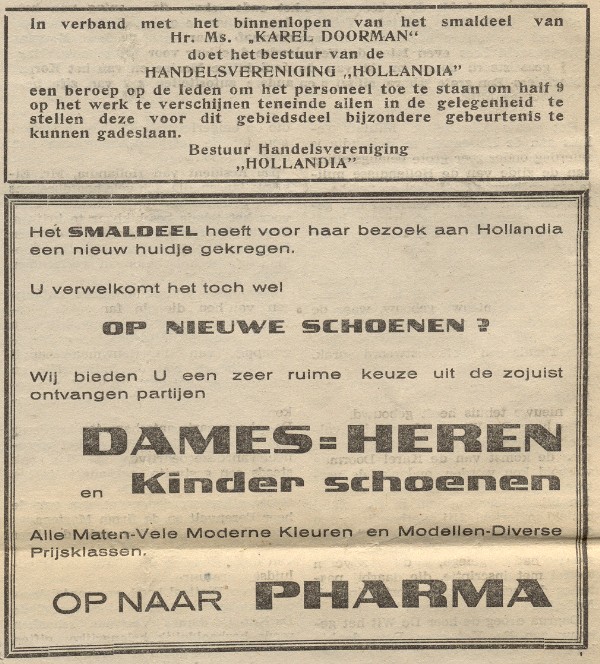 In verband met het binnenlopen van het smaldeel van
Hr. Ms. „KAREL DOORMAN“
doet het bestuur van de
HANDELSVERENIGING „HOLLANDIA”
een beroep op de leden om het personeel toe te staan om half 9
op het werk te verschijnen teneinde allen in de gelegenheid te
stellen deze voor dit gebiedsdeel bijzondere gebeurtenis te
kunnen gadeslaan.
Bestuur Handelsvereniging
„HOLLANDIA”
Het SMALDEEL heeft voor haar bezoek aan Hollandia
een nieuw huidje gekregen.
U verwelkomt het toch wel
OP NIEUWE SCHOENEN ?
Wij bieden U een zeer ruime keuze uit de zojuist
ontvangen partijen
DAMES=HEREN
en Kinder schoenen
Alle Maten-Vele Moderne Kleuren en Modellen-Diverse
Prijsklassen.
OP NAAR PHARMA